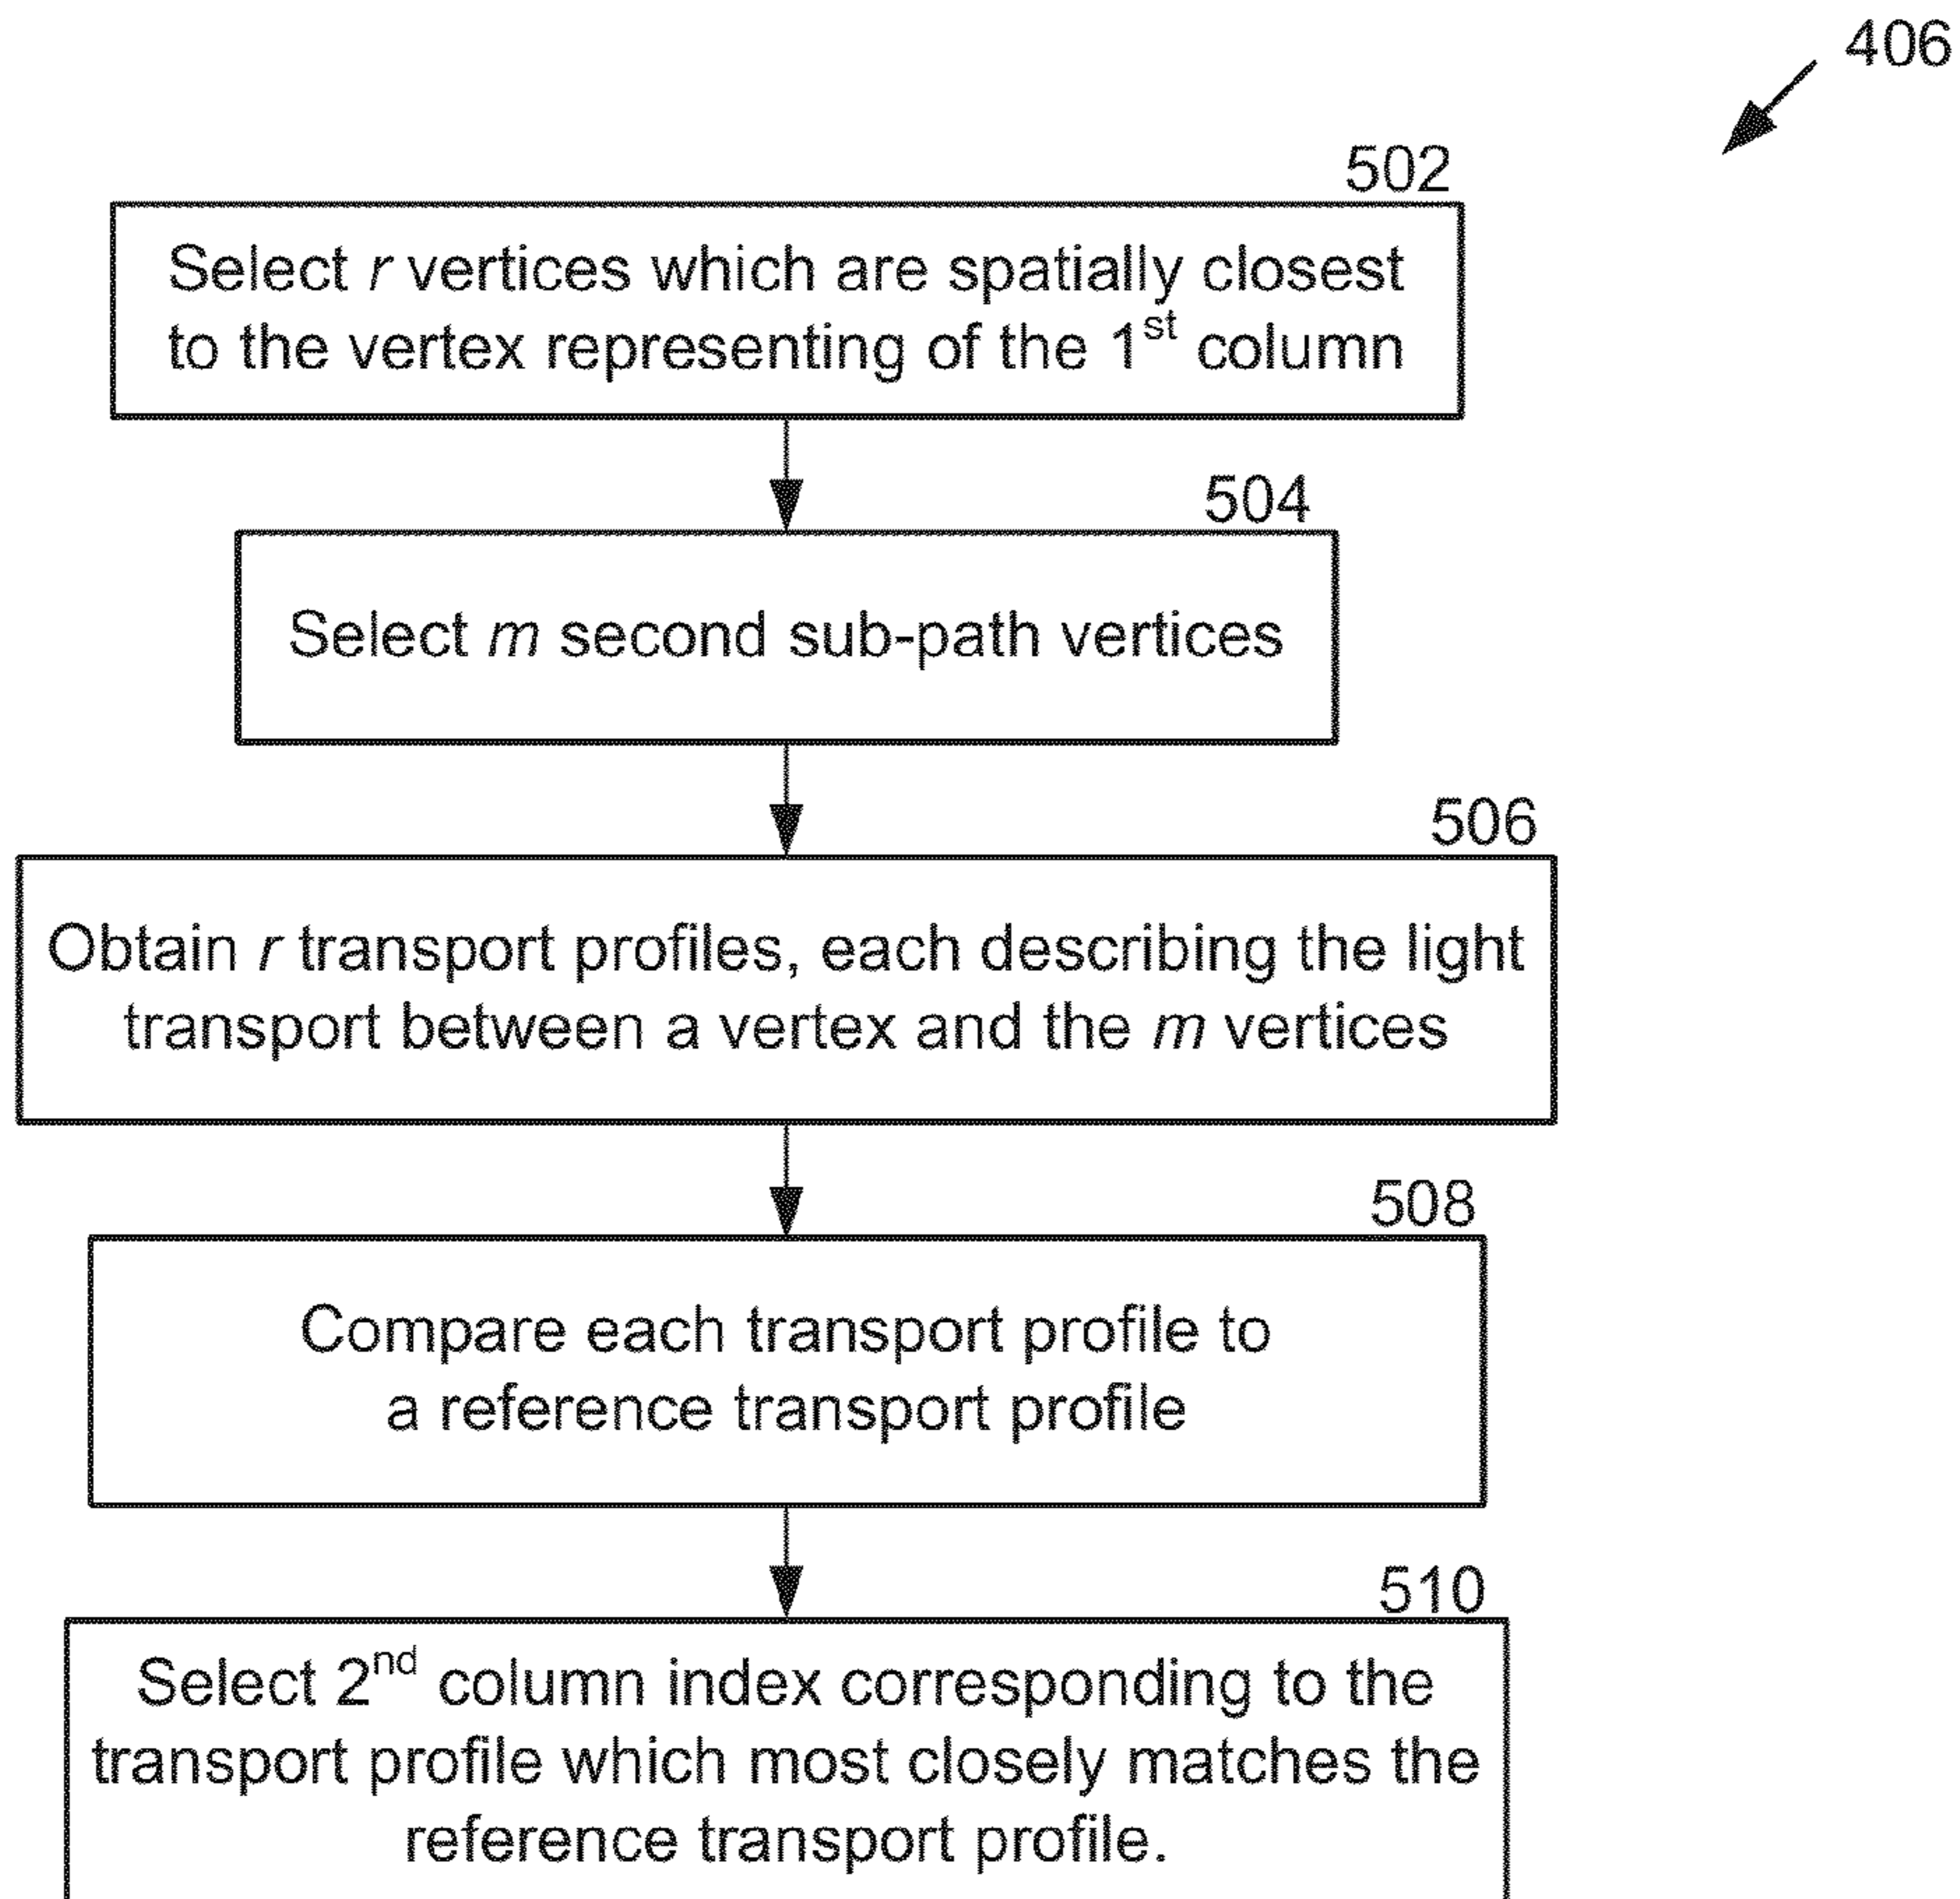 406
502
Select r vertices which are spatially closest
to the vertex representing of the 1st column
504
Select m second sub-path vertices
506
Obtain r transport profiles, each describing the light
transport between a vertex and the m vertices
508
Compare each transport profile to
a reference transport profile
510
Select 2nd column index corresponding to the
transport profile which most closely matches the
reference transport profile.